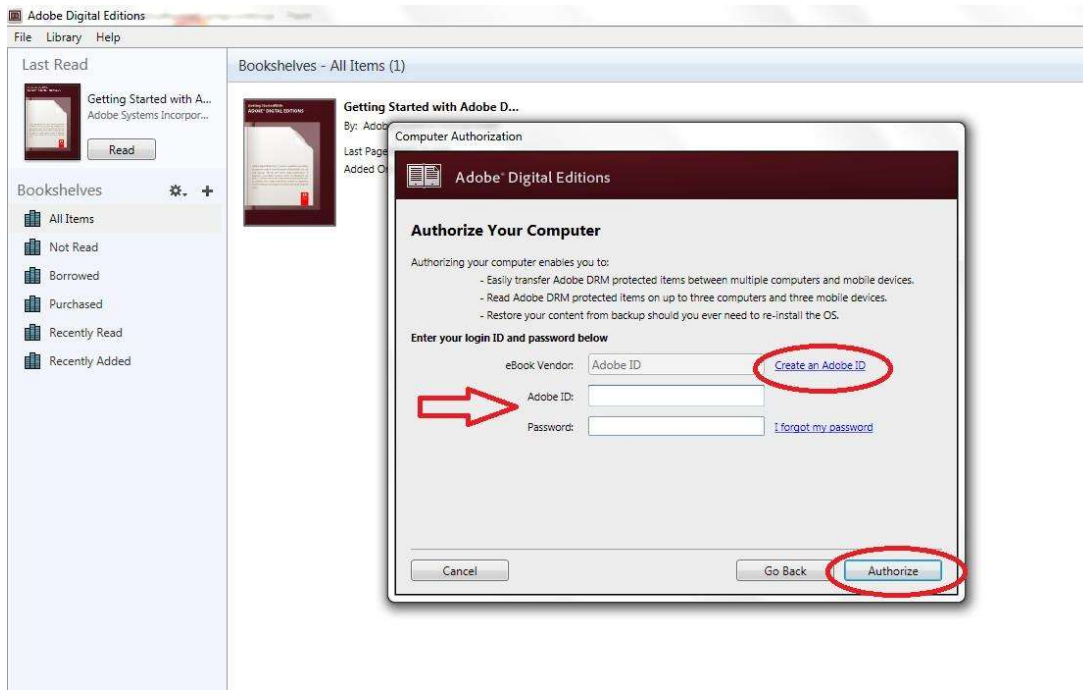 Adobe Digital Editions
File Library Help
Last Read
Getting Started with A...
Adobe Systems Incorpor...
Read
Bookshelves
All Items
Not Read
Borrowed
Purchased
Recently Read
Recently Added
Bookshelves - All Items (1)
Getting Started with Adobe D...
By: Adob
Last Page
Added O
Computer Authorization
Adobe® Digital Editions
Authorize Your Computer
Authorizing your computer enables you to:
- Easily transfer Adobe DRM protected items between multiple computers and mobile devices.
- Read Adobe DRM protected items on up to three computers and three mobile devices.
- Restore your content from backup should you ever need to re-install the OS.
Enter your login ID and password below
eBook Vendor: Adobe ID Create an Adobe ID
Adobe ID:
Password: I forgot my password
Cancel Go Back Authorize